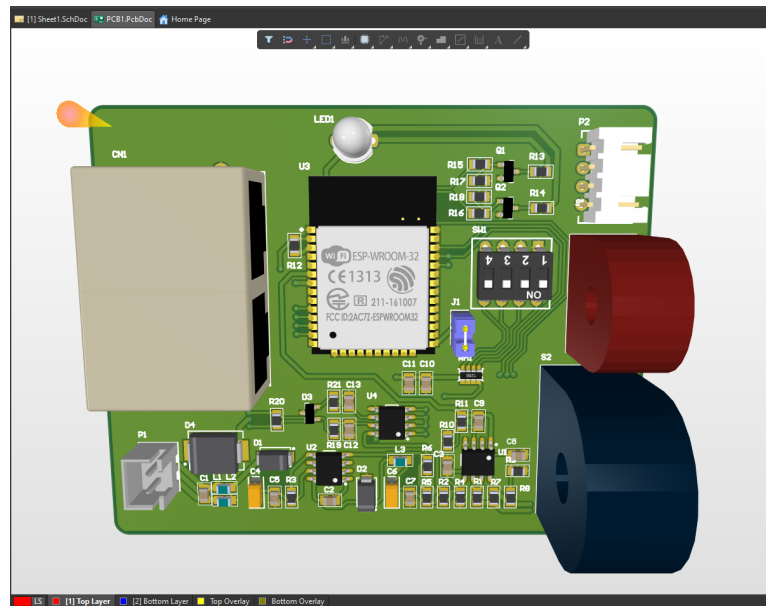 [1] Sheet1.SchDoc PCB1.PcbDoc Home Page
LED1
P2
CN1
U3
Q1
R15
R13
R17
Q2
R18
R14
R16
SW1
R12
WiFi ESP-WROOM-32
CE1313
R 211-161007
FCC ID:2AC7Z-ESPWROOM32
4 3 2 1
ON
J1
S2
C11 C10
R21 C13
R20
D3
U4
R11 C9
R10
P1
D4
D1
U2
R19 C12
L3
R6
C3
U1
C8
C1 L1 L2
C4
C5 R3
C2
D2
C6
C7 R5 R2 R4 R1 R7 R8
LS [1] Top Layer [2] Bottom Layer Top Overlay Bottom Overlay